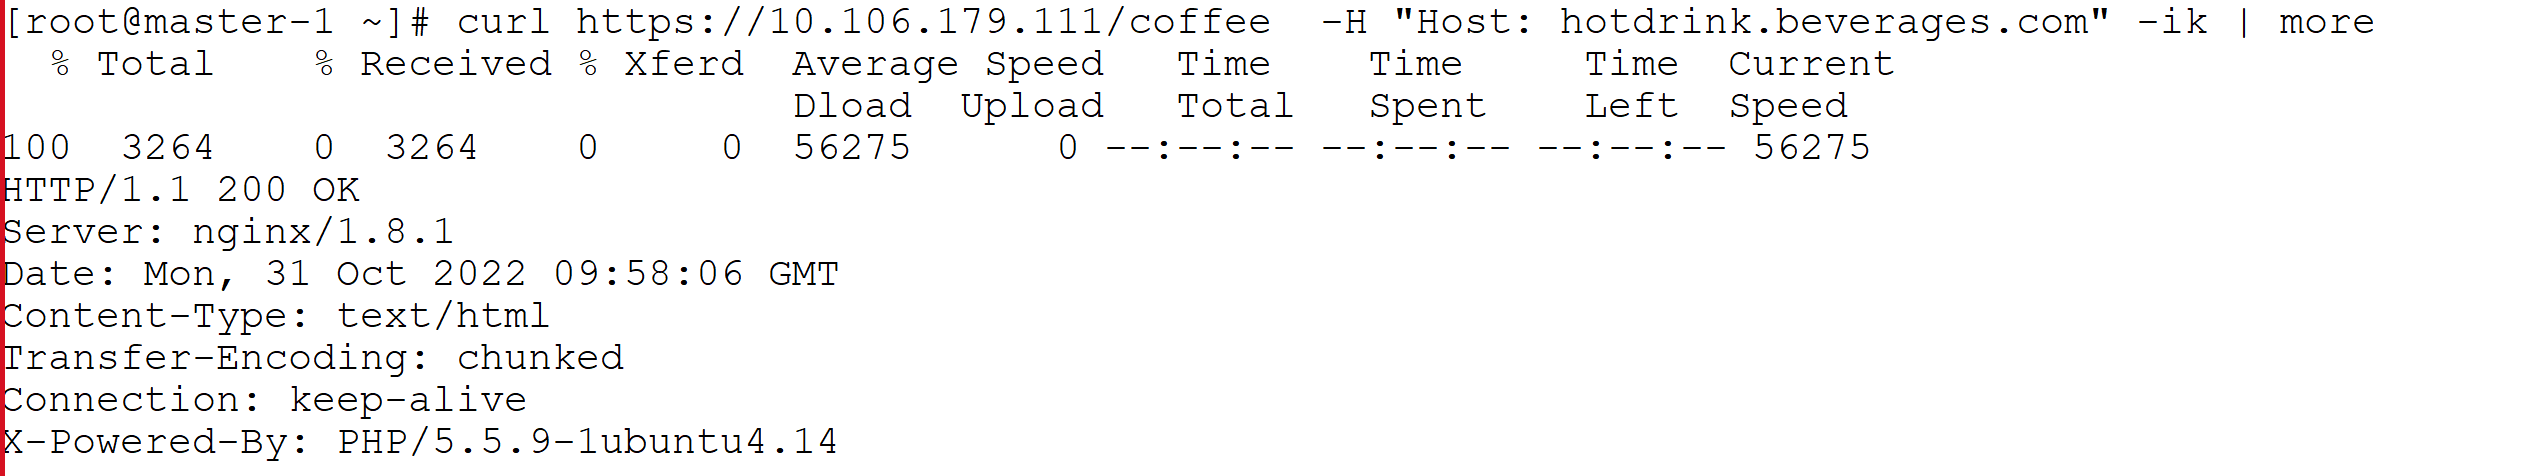 [root@master-1 ~]# curl https://10.106.179.111/coffee  -H "Host: hotdrink.beverages.com" -ik | more
  % Total    % Received % Xferd  Average Speed   Time    Time     Time  Current
                                 Dload  Upload   Total   Spent    Left  Speed
100  3264    0  3264    0     0  56275      0 --:--:-- --:--:-- --:--:-- 56275
HTTP/1.1 200 OK
Server: nginx/1.8.1
Date: Mon, 31 Oct 2022 09:58:06 GMT
Content-Type: text/html
Transfer-Encoding: chunked
Connection: keep-alive
X-Powered-By: PHP/5.5.9-1ubuntu4.14